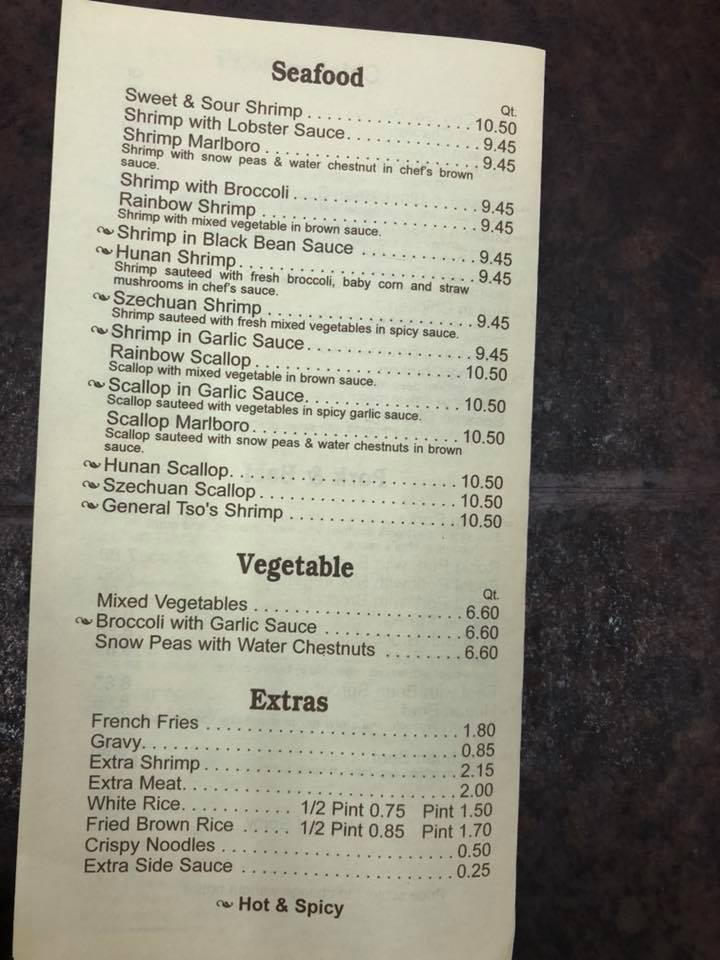 Seafood
Qt.
Sweet & Sour Shrimp . . . . . . . . . . . . . . . . 10.50
Shrimp with Lobster Sauce. . . . . . . . . . . . . 9.45
Shrimp Marlboro . . . . . . . . . . . . . . . . . . . . . 9.45
Shrimp with snow peas & water chestnut in chef's brown
sauce.
Shrimp with Broccoli . . . . . . . . . . . . . . . . . . 9.45
Rainbow Shrimp . . . . . . . . . . . . . . . . . . . . . 9.45
Shrimp with mixed vegetable in brown sauce.
Shrimp in Black Bean Sauce . . . . . . . . . . . 9.45
Hunan Shrimp. . . . . . . . . . . . . . . . . . . . . . . 9.45
Shrimp sauteed with fresh broccoli, baby corn and straw
mushrooms in chef's sauce.
Szechuan Shrimp . . . . . . . . . . . . . . . . . . . . 9.45
Shrimp sauteed with fresh mixed vegetables in spicy sauce.
Shrimp in Garlic Sauce. . . . . . . . . . . . . . . . 9.45
Rainbow Scallop. . . . . . . . . . . . . . . . . . . . 10.50
Scallop with mixed vegetable in brown sauce.
Scallop in Garlic Sauce. . . . . . . . . . . . . . . 10.50
Scallop sauteed with vegetables in spicy garlic sauce.
Scallop Marlboro . . . . . . . . . . . . . . . . . . . . 10.50
Scallop sauteed with snow peas & water chestnuts in brown
sauce.
Hunan Scallop. . . . . . . . . . . . . . . . . . . . . . 10.50
Szechuan Scallop . . . . . . . . . . . . . . . . . . . 10.50
General Tso's Shrimp . . . . . . . . . . . . . . . . 10.50
Vegetable
Qt.
Mixed Vegetables . . . . . . . . . . . . . . . . . . . . 6.60
Broccoli with Garlic Sauce . . . . . . . . . . . . . 6.60
Snow Peas with Water Chestnuts . . . . . . . . 6.60
Extras
French Fries . . . . . . . . . . . . . . . . . . . . . . . . 1.80
Gravy. . . . . . . . . . . . . . . . . . . . . . . . . . . . . . 0.85
Extra Shrimp . . . . . . . . . . . . . . . . . . . . . . . . 2.15
Extra Meat. . . . . . . . . . . . . . . . . . . . . . . . . . 2.00
White Rice. . . . . . . . . . . 1/2 Pint 0.75 Pint 1.50
Fried Brown Rice . . . . . 1/2 Pint 0.85 Pint 1.70
Crispy Noodles . . . . . . . . . . . . . . . . . . . . . . 0.50
Extra Side Sauce . . . . . . . . . . . . . . . . . . . . 0.25
Hot & Spicy